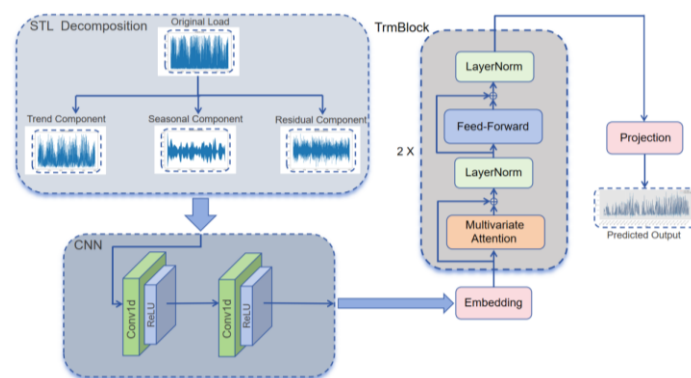 STL Decomposition
Original Load
Trend Component
Seasonal Component
Residual Component
CNN
Conv1d
ReLU
Conv1d
ReLU
Embedding
TrmBlock
2 X
LayerNorm
Feed-Forward
LayerNorm
Multivariate
Attention
Projection
Predicted Output